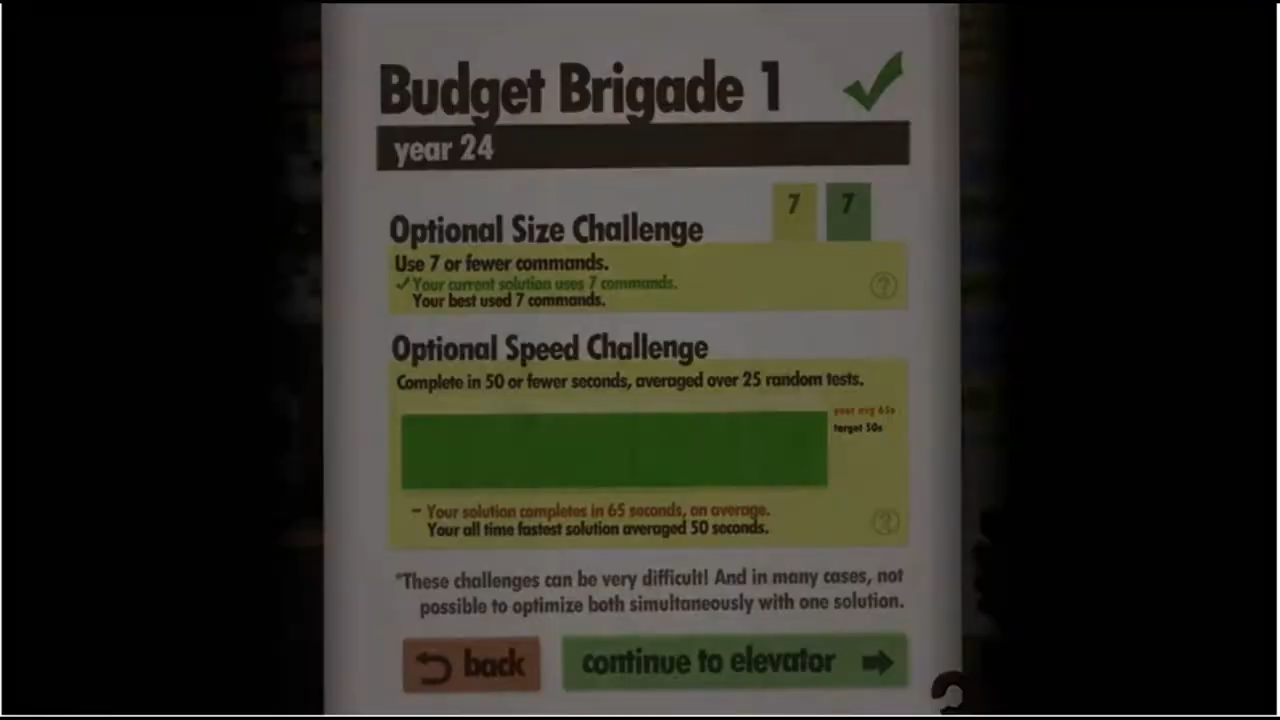 Budget Brigade 1
year 24
7 7
Optional Size Challenge
Use 7 or fewer commands.
✓Your current solution uses 7 commands.
Your best used 7 commands.
?
Optional Speed Challenge
Complete in 50 or fewer seconds, averaged over 25 random tests.
your avg 65s
target 50s
– Your solution completes in 65 seconds, on average.
Your all time fastest solution averaged 50 seconds.
?
*These challenges can be very difficult! And in many cases, not
possible to optimize both simultaneously with one solution.
back
continue to elevator